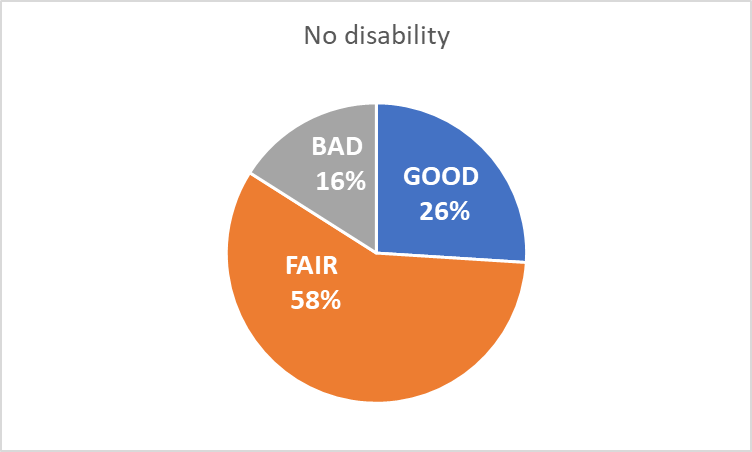 No disability
BAD
16%
GOOD
26%
FAIR
58%